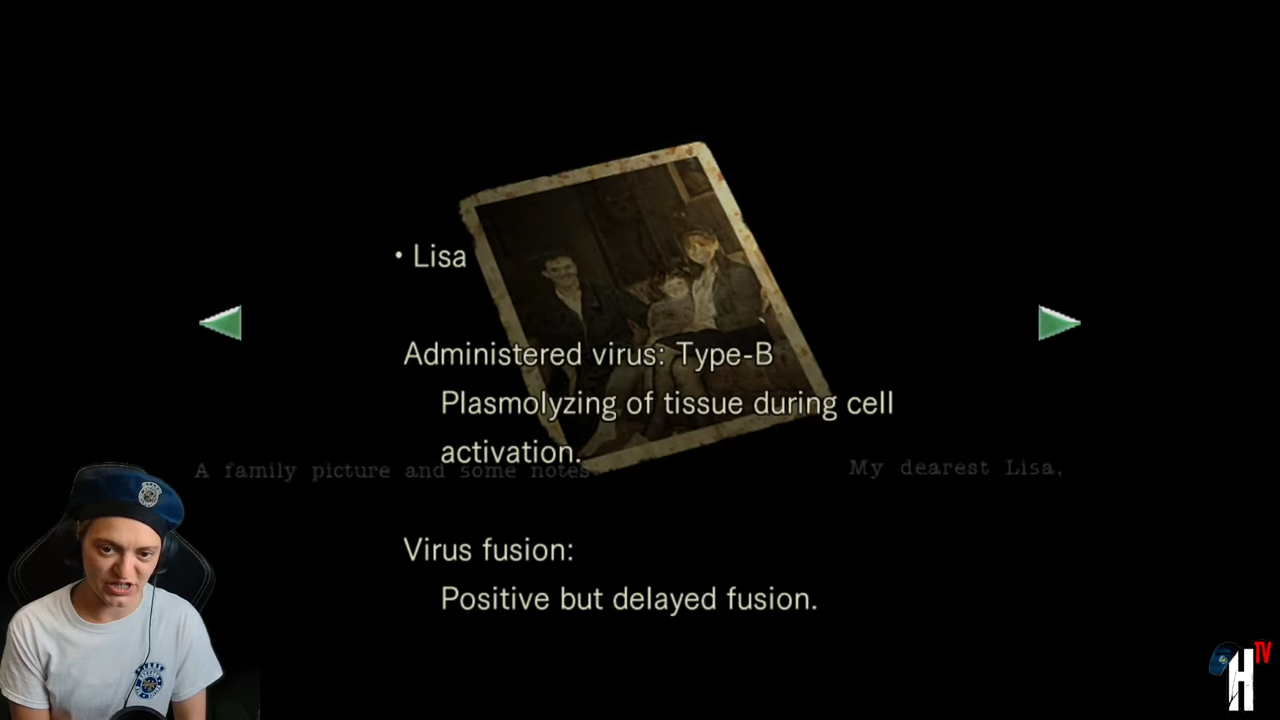 • Lisa
Administered virus: Type-B
Plasmolyzing of tissue during cell
activation.
A family picture and some notes
My dearest Lisa,
Virus fusion:
Positive but delayed fusion.
H TV